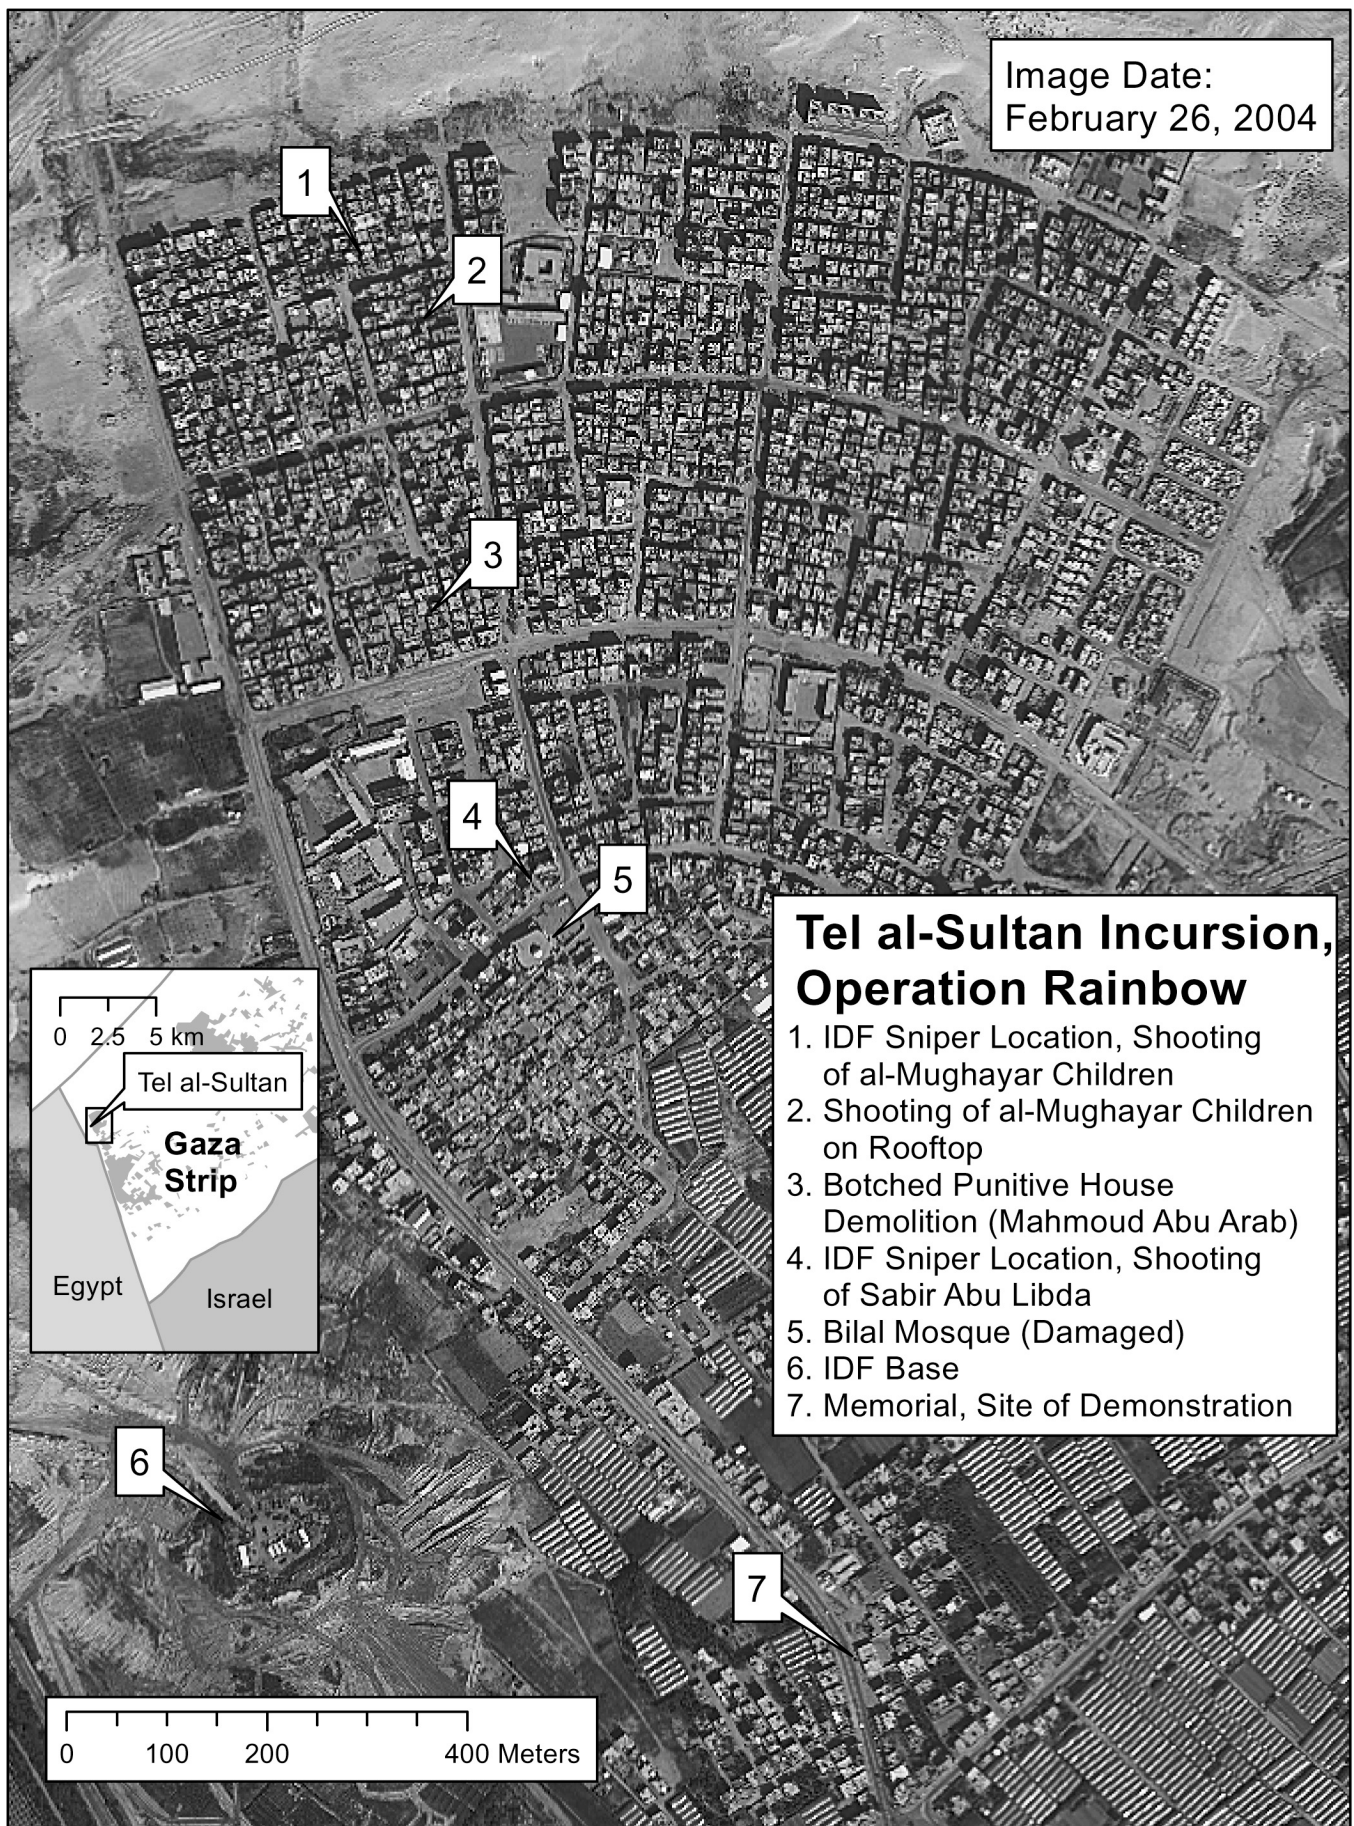 Image Date:
February 26, 2004
1
2
3
4
5
Tel al-Sultan Incursion,
Operation Rainbow
1. IDF Sniper Location, Shooting
of al-Mughayar Children
2. Shooting of al-Mughayar Children
on Rooftop
3. Botched Punitive House
Demolition (Mahmoud Abu Arab)
4. IDF Sniper Location, Shooting
of Sabir Abu Libda
5. Bilal Mosque (Damaged)
6. IDF Base
7. Memorial, Site of Demonstration
0 2.5 5 km
Tel al-Sultan
Gaza
Strip
Egypt
Israel
6
7
0 100 200 400 Meters